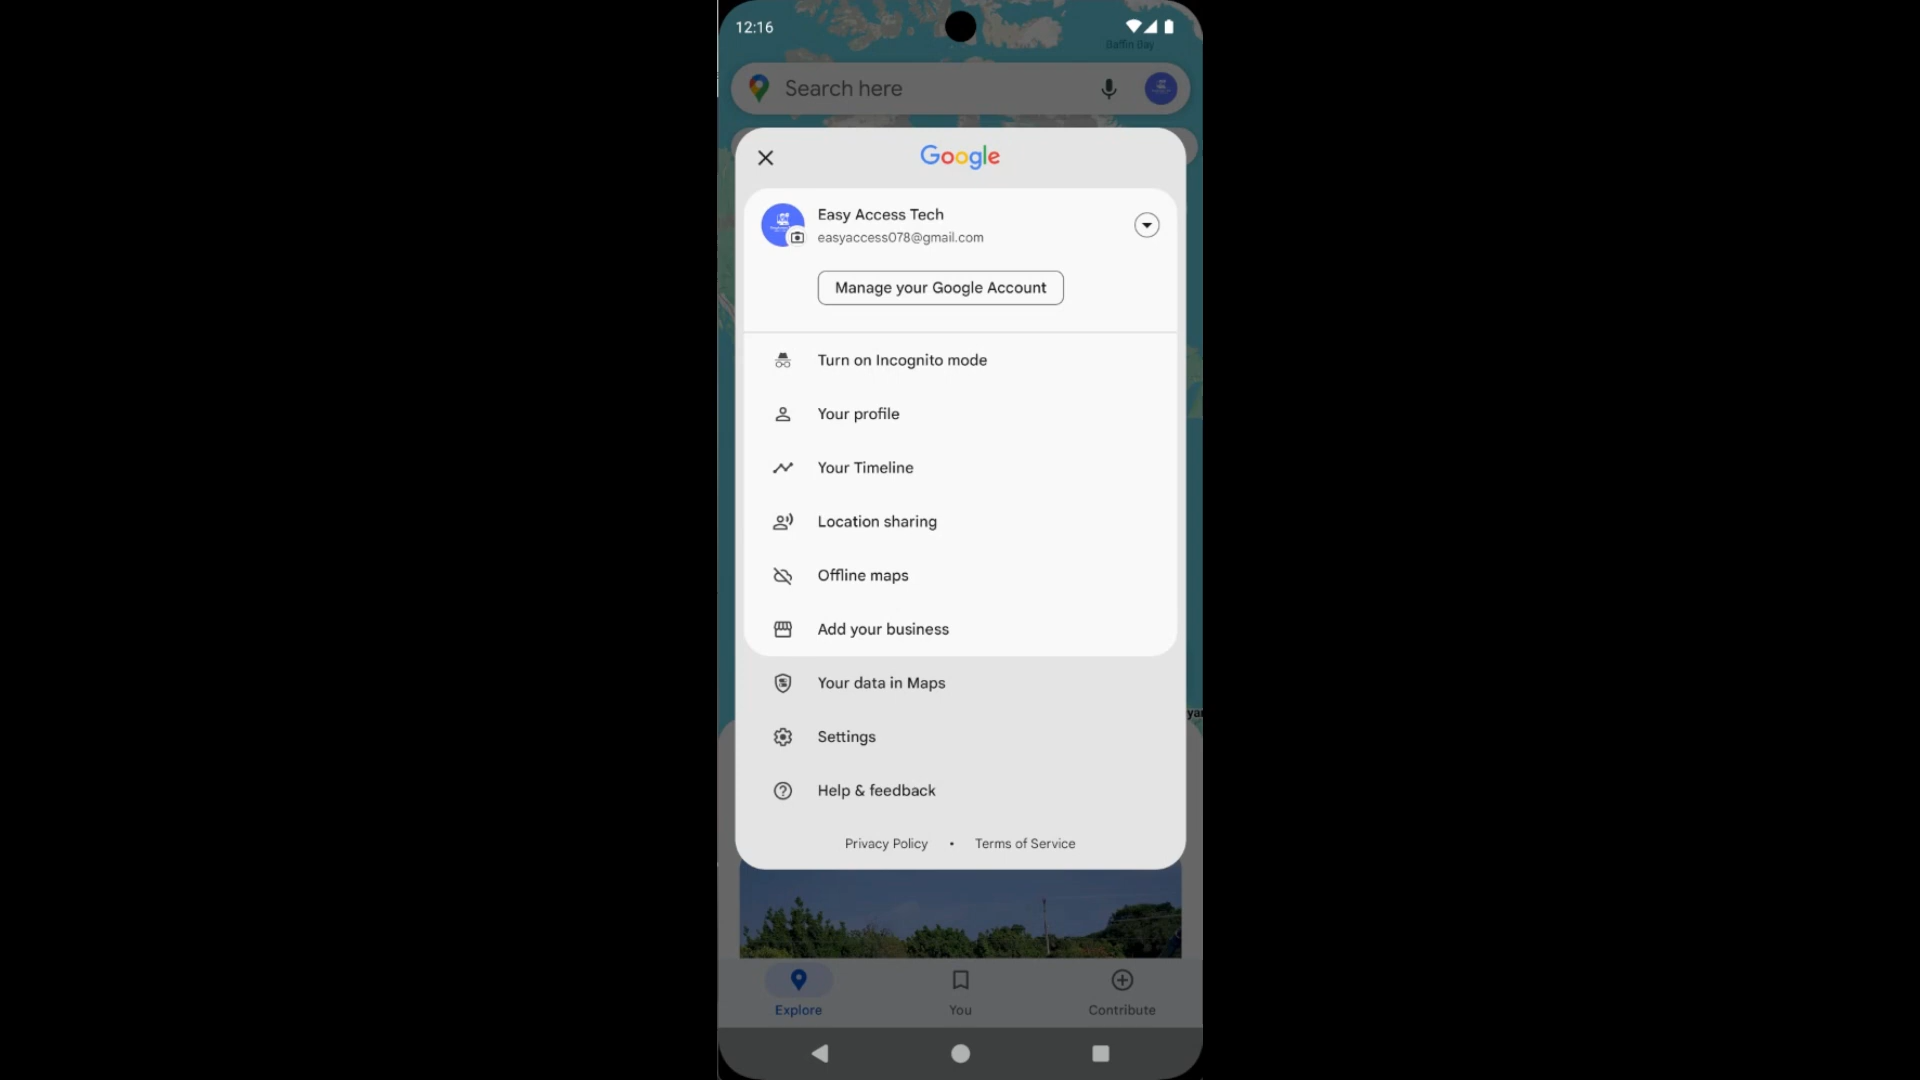 12:16
Baffin Bay
Search here
Google
Easy Access Tech
easyaccess078@gmail.com
Manage your Google Account
Turn on Incognito mode
Your profile
Your Timeline
Location sharing
Offline maps
Add your business
Your data in Maps
Settings
Help & feedback
Privacy Policy • Terms of Service
Explore
You
Contribute